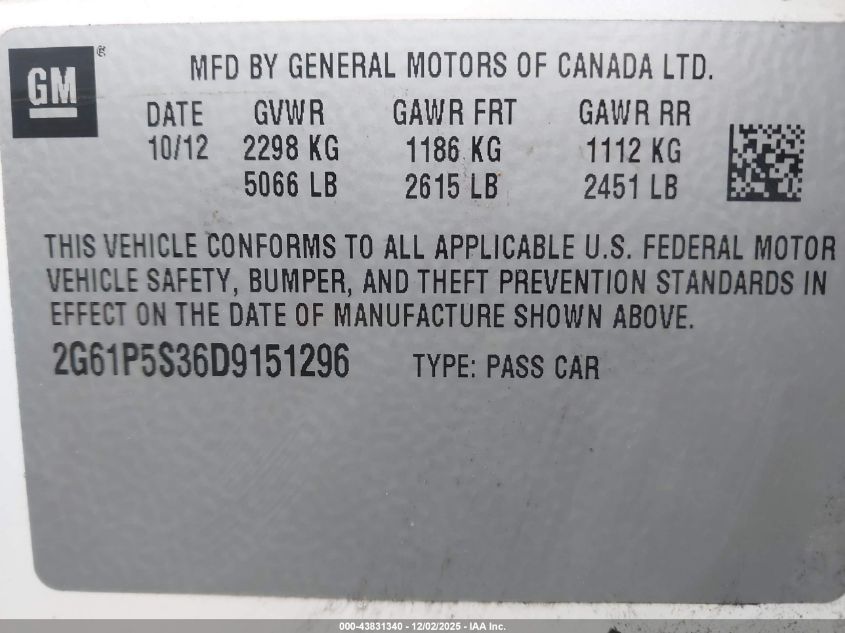 GM ®
MFD BY GENERAL MOTORS OF CANADA LTD.
DATE GVWR GAWR FRT GAWR RR
10/12 2298 KG 1186 KG 1112 KG
5066 LB 2615 LB 2451 LB
THIS VEHICLE CONFORMS TO ALL APPLICABLE U.S. FEDERAL MOTOR
VEHICLE SAFETY, BUMPER, AND THEFT PREVENTION STANDARDS IN
EFFECT ON THE DATE OF MANUFACTURE SHOWN ABOVE.
2G61P5S36D9151296 TYPE: PASS CAR
000-43831340 - 12/02/2025 - IAA Inc.